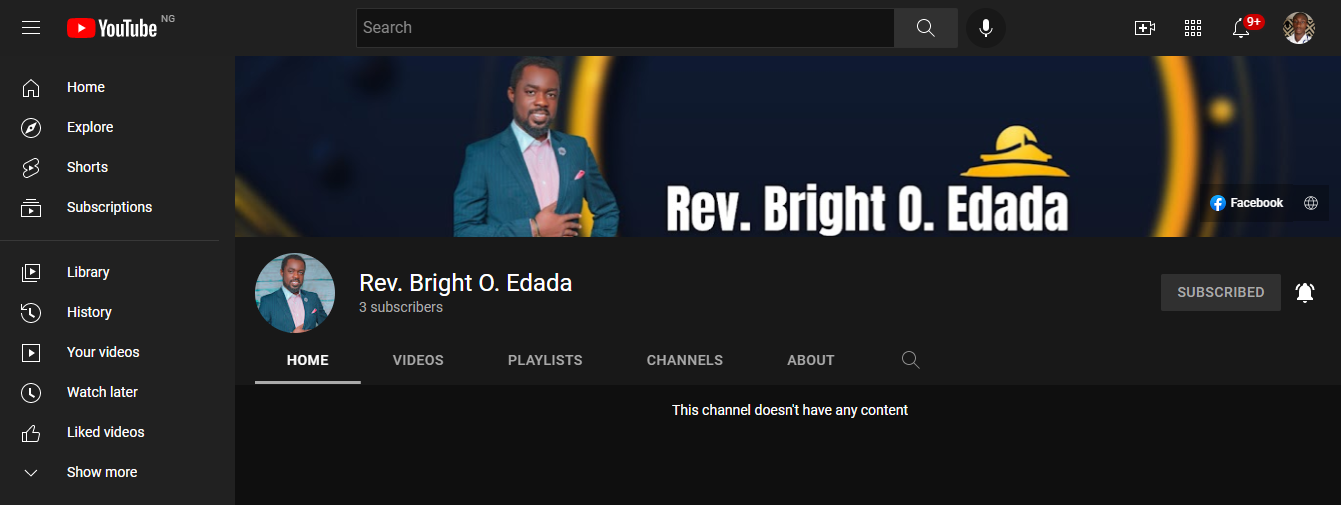 YouTube NG
Search
9+
Home
Explore
Shorts
Subscriptions
Library
History
Your videos
Watch later
Liked videos
Show more
Rev. Bright O. Edada
Facebook
Rev. Bright O. Edada
3 subscribers
SUBSCRIBED
HOME VIDEOS PLAYLISTS CHANNELS ABOUT
This channel doesn't have any content